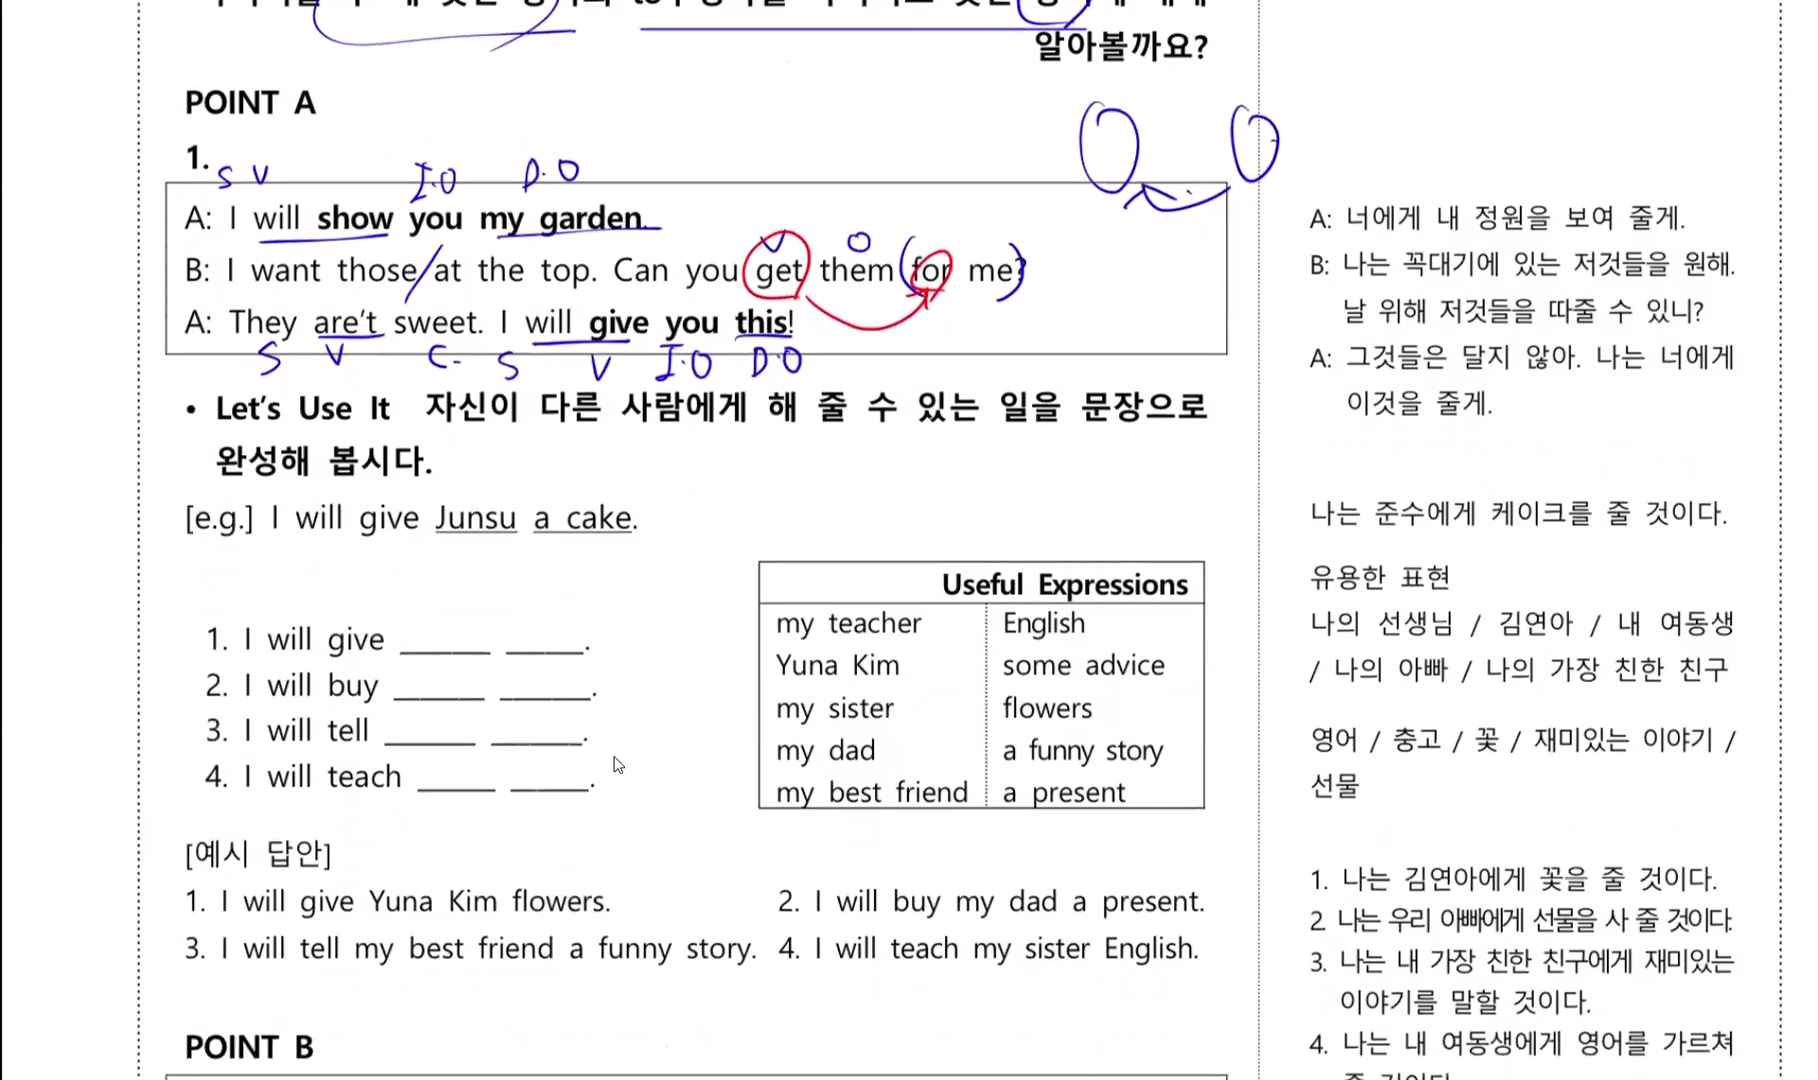 알아볼까요?
POINT A
1.
S V I.O D.O
A: I will show you my garden.
V O
B: I want those at the top. Can you get them for me?
A: They are't sweet. I will give you this!
S V C. S V I.O D.O
• Let's Use It 자신이 다른 사람에게 해 줄 수 있는 일을 문장으로
완성해 봅시다.
[e.g.] I will give Junsu a cake.
1. I will give ______ _____.
2. I will buy ______ ______.
3. I will tell ______ ______.
4. I will teach _____ _____.
Useful Expressions
my teacher English
Yuna Kim some advice
my sister flowers
my dad a funny story
my best friend a present
[예시 답안]
1. I will give Yuna Kim flowers. 2. I will buy my dad a present.
3. I will tell my best friend a funny story. 4. I will teach my sister English.
POINT B
A: 너에게 내 정원을 보여 줄게.
B: 나는 꼭대기에 있는 저것들을 원해.
날 위해 저것들을 따줄 수 있니?
A: 그것들은 달지 않아. 나는 너에게
이것을 줄게.
나는 준수에게 케이크를 줄 것이다.
유용한 표현
나의 선생님 / 김연아 / 내 여동생
/ 나의 아빠 / 나의 가장 친한 친구
영어 / 충고 / 꽃 / 재미있는 이야기 /
선물
1. 나는 김연아에게 꽃을 줄 것이다.
2. 나는 우리 아빠에게 선물을 사 줄 것이다.
3. 나는 내 가장 친한 친구에게 재미있는
이야기를 말할 것이다.
4. 나는 내 여동생에게 영어를 가르쳐